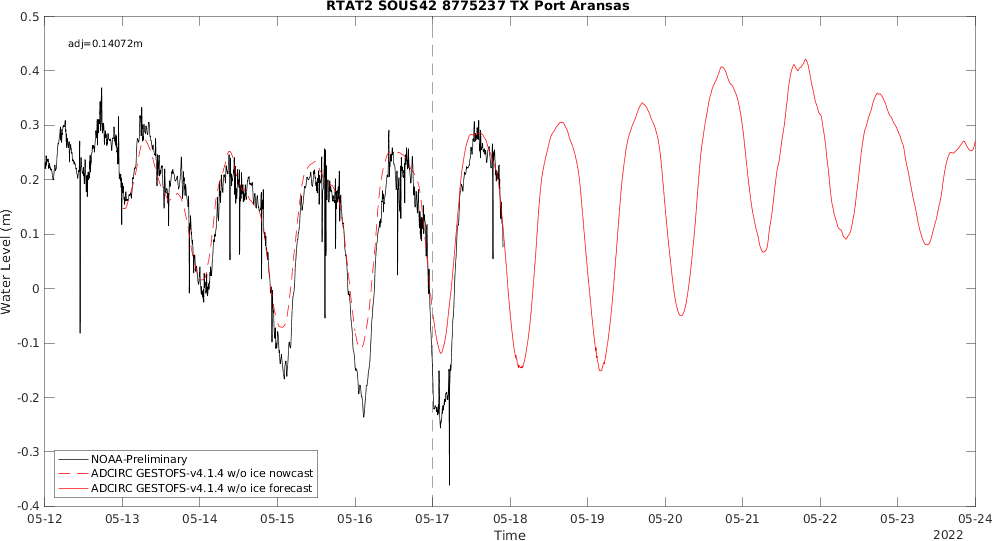 RTAT2 SOUS42 8775237 TX Port Aransas
adj=0.14072m
0.5
0.4
0.3
0.2
0.1
0
-0.1
-0.2
-0.3
-0.4
Water Level (m)
NOAA-Preliminary
ADCIRC GESTOFS-v4.1.4 w/o ice nowcast
ADCIRC GESTOFS-v4.1.4 w/o ice forecast
05-12 05-13 05-14 05-15 05-16 05-17 05-18 05-19 05-20 05-21 05-22 05-23 05-24
Time
2022